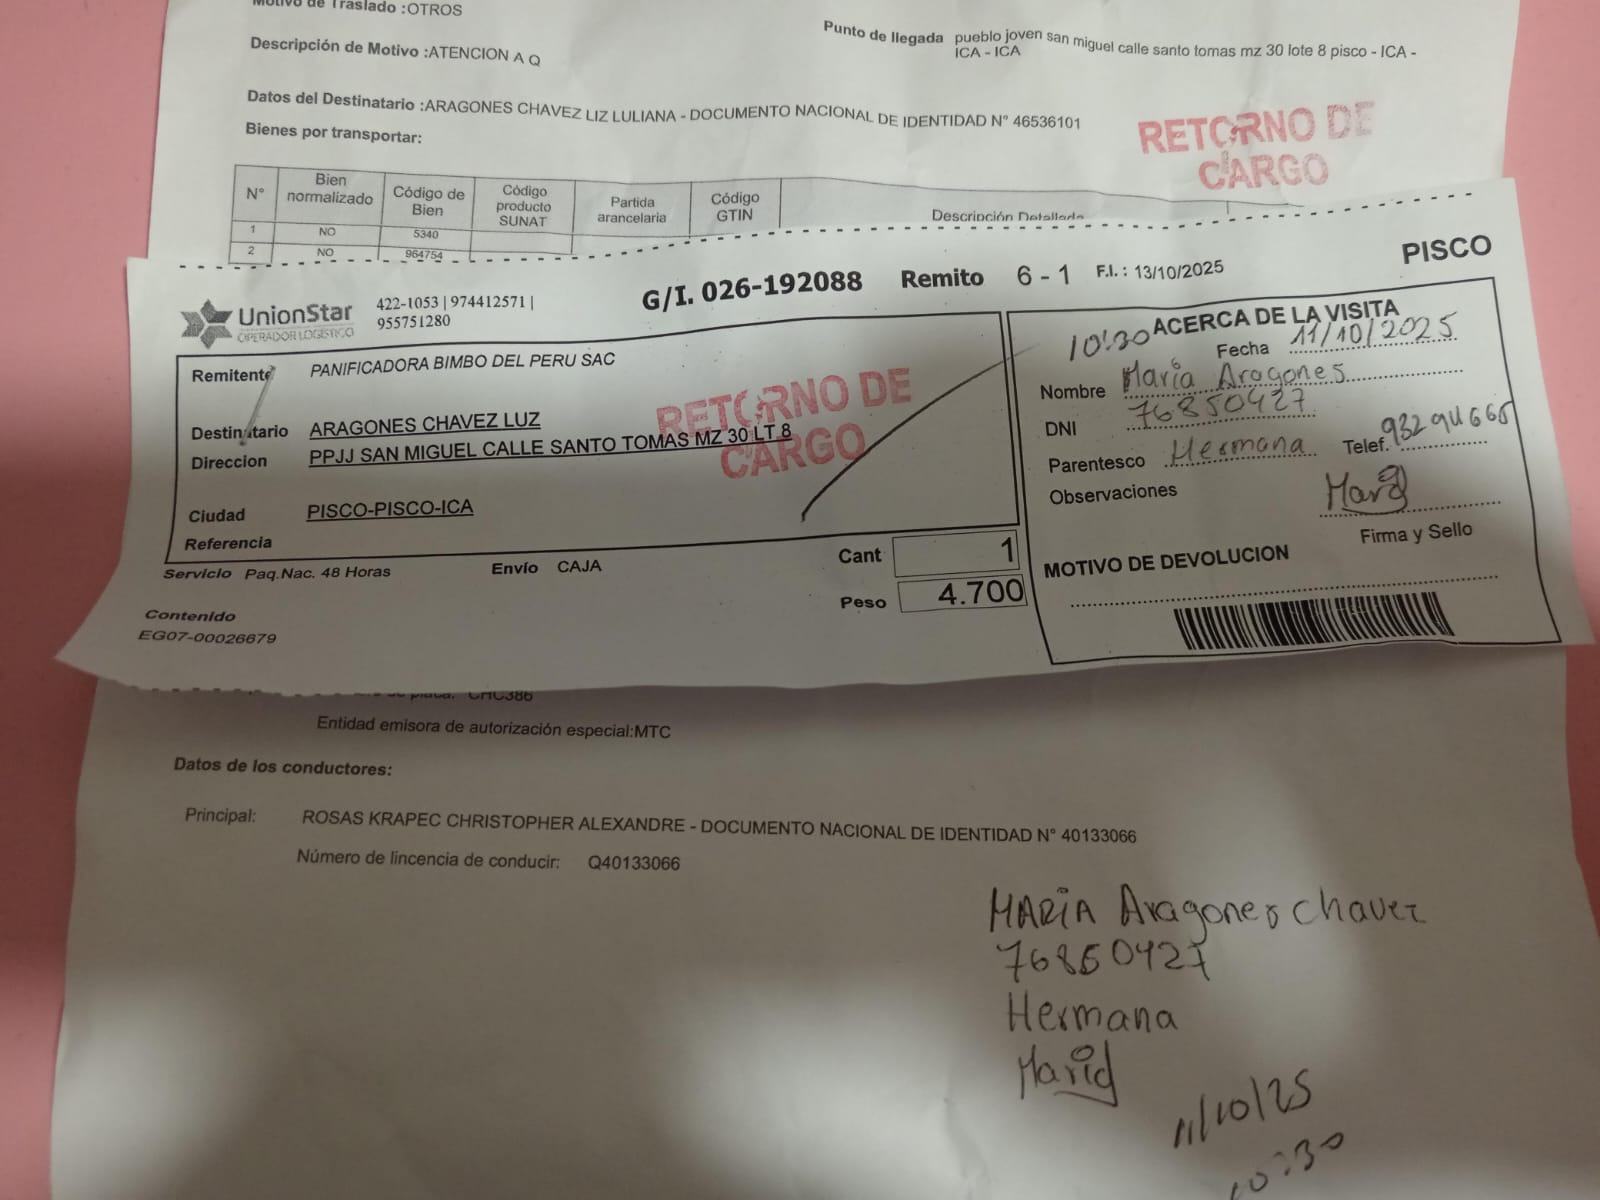 Motivo de Traslado :OTROS
Descripción de Motivo :ATENCION A Q
Punto de llegada pueblo joven san miguel calle santo tomas mz 30 lote 8 pisco - ICA -
ICA - ICA
Datos del Destinatario :ARAGONES CHAVEZ LIZ LULIANA - DOCUMENTO NACIONAL DE IDENTIDAD N° 46536101
Bienes por transportar:
RETORNO DE
CARGO
N° Bien normalizado Código de Bien Código producto SUNAT Partida arancelaria Código GTIN Descripción Detallada
1 NO 5340
2 NO 964754
UnionStar
OPERADOR LOGÍSTICO
422-1053 | 974412571 |
955751280
G/I. 026-192088 Remito 6 - 1 F.I. : 13/10/2025 PISCO
Remitente PANIFICADORA BIMBO DEL PERU SAC
Destinatario ARAGONES CHAVEZ LUZ
Direccion PPJJ SAN MIGUEL CALLE SANTO TOMAS MZ 30 LT 8
RETORNO DE
CARGO
Ciudad PISCO-PISCO-ICA
Referencia
Servicio Paq.Nac. 48 Horas Envío CAJA
Cant 1
Peso 4.700
Contenido
EG07-00026679
10:30 ACERCA DE LA VISITA
Fecha 11/10/2025
Nombre Maria Aragones
DNI 76850427
Parentesco Hermana Telef.
Observaciones
Maria
Firma y Sello
MOTIVO DE DEVOLUCION
placa: CHC386
Entidad emisora de autorización especial:MTC
Datos de los conductores:
Principal: ROSAS KRAPEC CHRISTOPHER ALEXANDRE - DOCUMENTO NACIONAL DE IDENTIDAD N° 40133066
Número de lincencia de conducir: Q40133066
MARiA Aragones chavez
76850427
Hermana
Maria
11/10/25
10:30